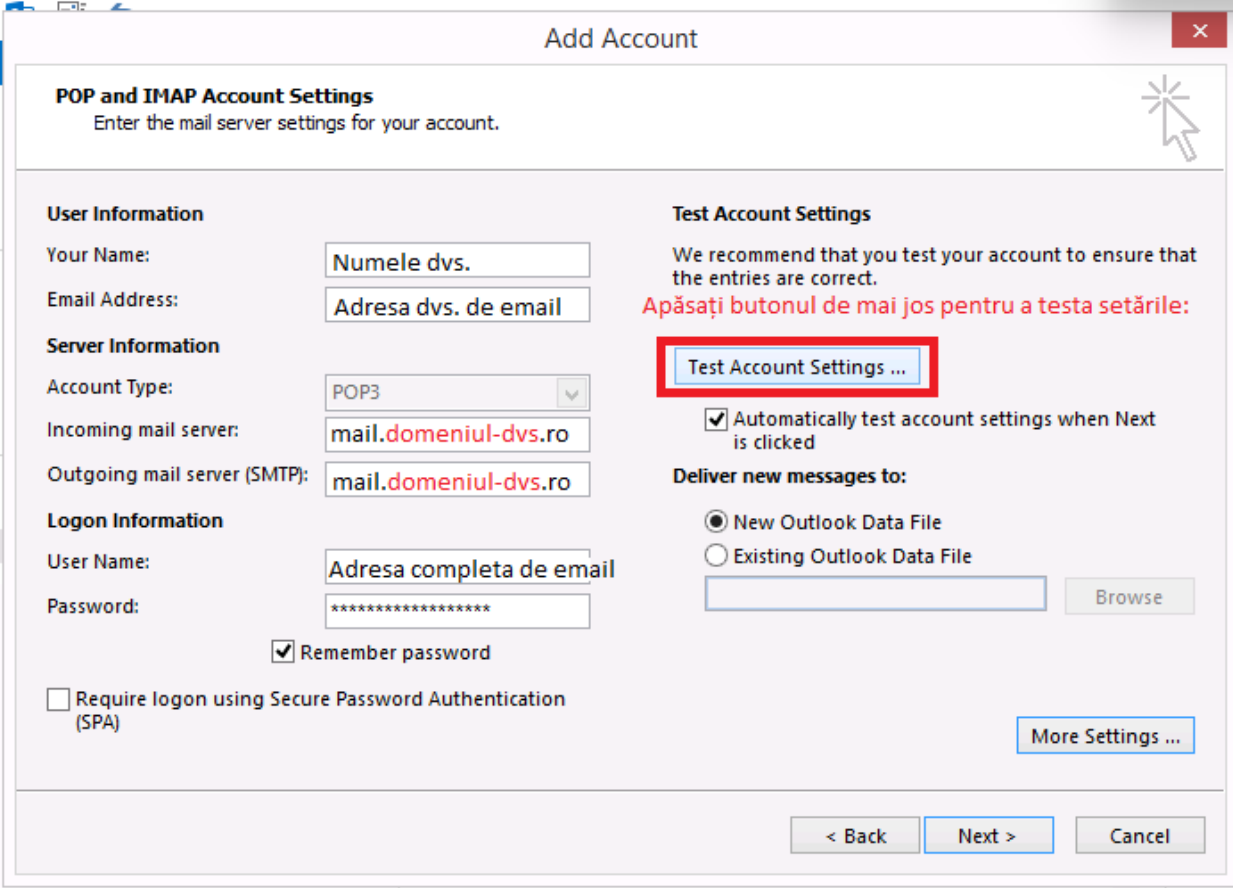 Add Account
POP and IMAP Account Settings
Enter the mail server settings for your account.
User Information
Your Name:
Numele dvs.
Email Address:
Adresa dvs. de email
Server Information
Account Type:
POP3
Incoming mail server:
mail.domeniul-dvs.ro
Outgoing mail server (SMTP):
mail.domeniul-dvs.ro
Logon Information
User Name:
Adresa completa de email
Password:
******************
Remember password
Require logon using Secure Password Authentication
(SPA)
Test Account Settings
We recommend that you test your account to ensure that
the entries are correct.
Apăsați butonul de mai jos pentru a testa setările:
Test Account Settings ...
Automatically test account settings when Next
is clicked
Deliver new messages to:
New Outlook Data File
Existing Outlook Data File
Browse
More Settings ...
< Back
Next >
Cancel